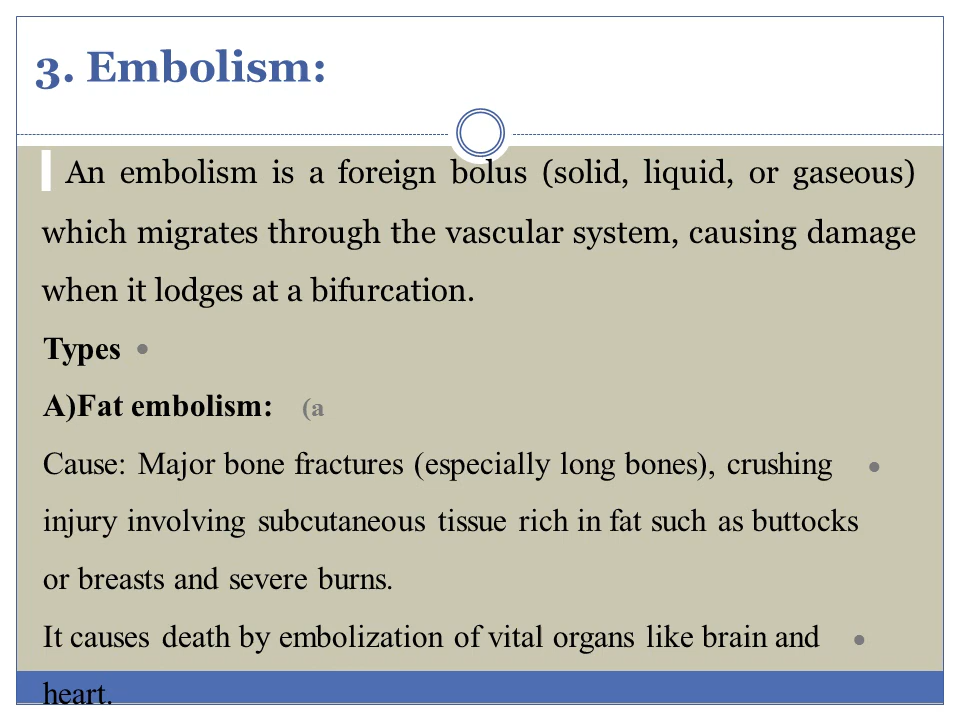 3. Embolism:
An embolism is a foreign bolus (solid, liquid, or gaseous)
which migrates through the vascular system, causing damage
when it lodges at a bifurcation.
Types •
A)Fat embolism: (a
Cause: Major bone fractures (especially long bones), crushing •
injury involving subcutaneous tissue rich in fat such as buttocks
or breasts and severe burns.
It causes death by embolization of vital organs like brain and •
heart.